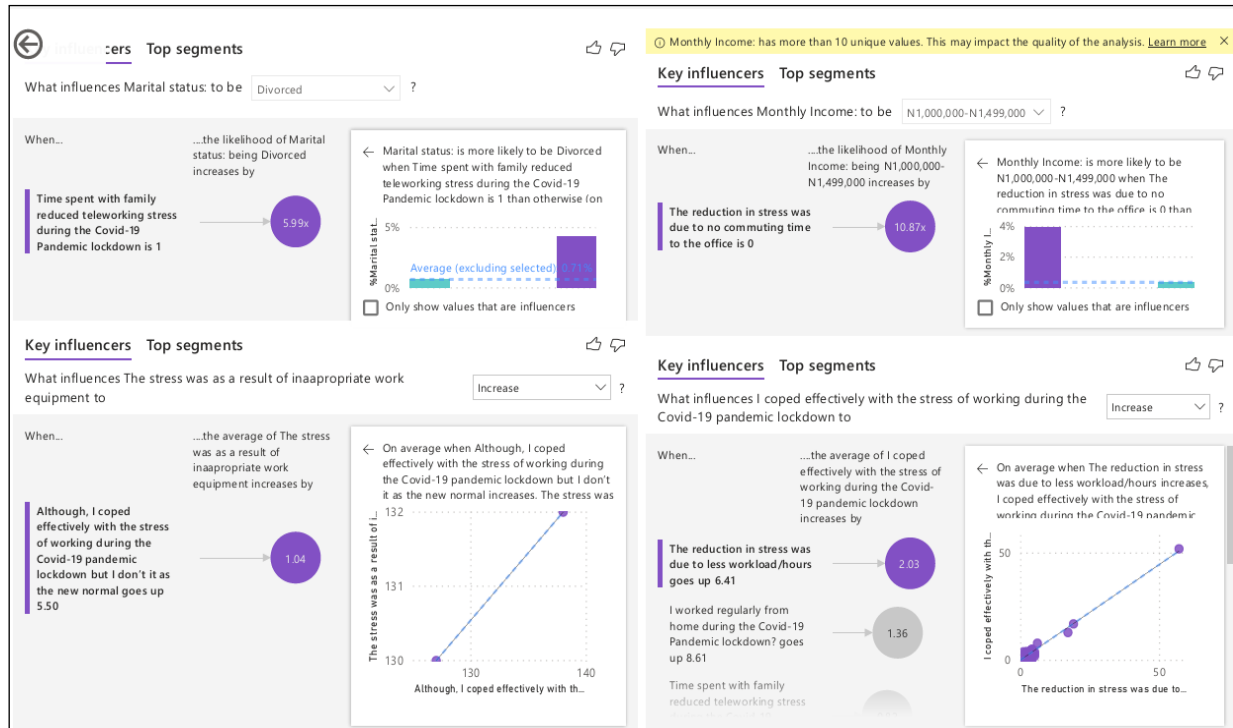 Key influencers Top segments
What influences Marital status: to be Divorced ?
When...
....the likelihood of Marital
status: being Divorced
increases by
Time spent with family
reduced teleworking stress
during the Covid-19
Pandemic lockdown is 1
5.99x
Marital status: is more likely to be Divorced
when Time spent with family reduced
teleworking stress during the Covid-19
Pandemic lockdown is 1 than otherwise (on
%Marital stat...
5%
Average (excluding selected): 0.71%
0%
Only show values that are influencers
Monthly Income: has more than 10 unique values. This may impact the quality of the analysis. Learn more
Key influencers Top segments
What influences Monthly Income: to be N1,000,000-N1,499,000 ?
When...
....the likelihood of Monthly
Income: being N1,000,000-
N1,499,000 increases by
The reduction in stress was
due to no commuting time
to the office is 0
10.87x
Monthly Income: is more likely to be
N1,000,000-N1,499,000 when The
reduction in stress was due to no
commuting time to the office is 0 than
%Monthly I...
4%
2%
0%
Only show values that are influencers
Key influencers Top segments
What influences The stress was as a result of inaapropriate work
equipment to Increase ?
When...
....the average of The stress
was as a result of
inaapropriate work
equipment increases by
Although, I coped
effectively with the stress
of working during the
Covid-19 pandemic
lockdown but I don't it as
the new normal goes up
5.50
1.04
On average when Although, I coped
effectively with the stress of working during
the Covid-19 pandemic lockdown but I don't
it as the new normal increases. The stress was
The stress was as a result of i...
132
131
130
130 140
Although, I coped effectively with th...
Key influencers Top segments
What influences I coped effectively with the stress of working during the
Covid-19 pandemic lockdown to Increase ?
When...
....the average of I coped
effectively with the stress of
working during the Covid-
19 pandemic lockdown
increases by
The reduction in stress was
due to less workload/hours
goes up 6.41
2.03
I worked regularly from
home during the Covid-19
Pandemic lockdown? goes
up 8.61
1.36
Time spent with family
reduced teleworking stress
On average when The reduction in stress
was due to less workload/hours increases,
I coped effectively with the stress of
working during the Covid-19 pandemic
I coped effectively with th...
50
0
0 50
The reduction in stress was due to...